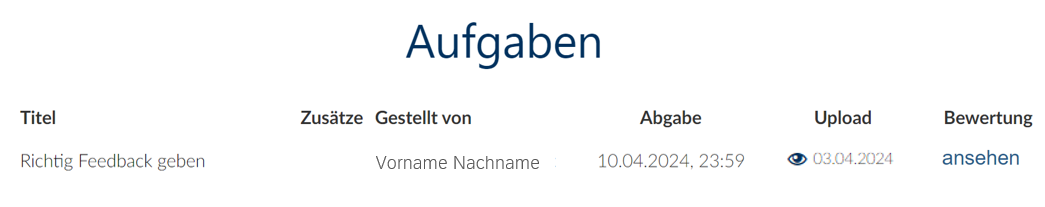 Aufgaben
Titel Zusätze Gestellt von Abgabe Upload Bewertung
Richtig Feedback geben Vorname Nachname 10.04.2024, 23:59 03.04.2024 ansehen